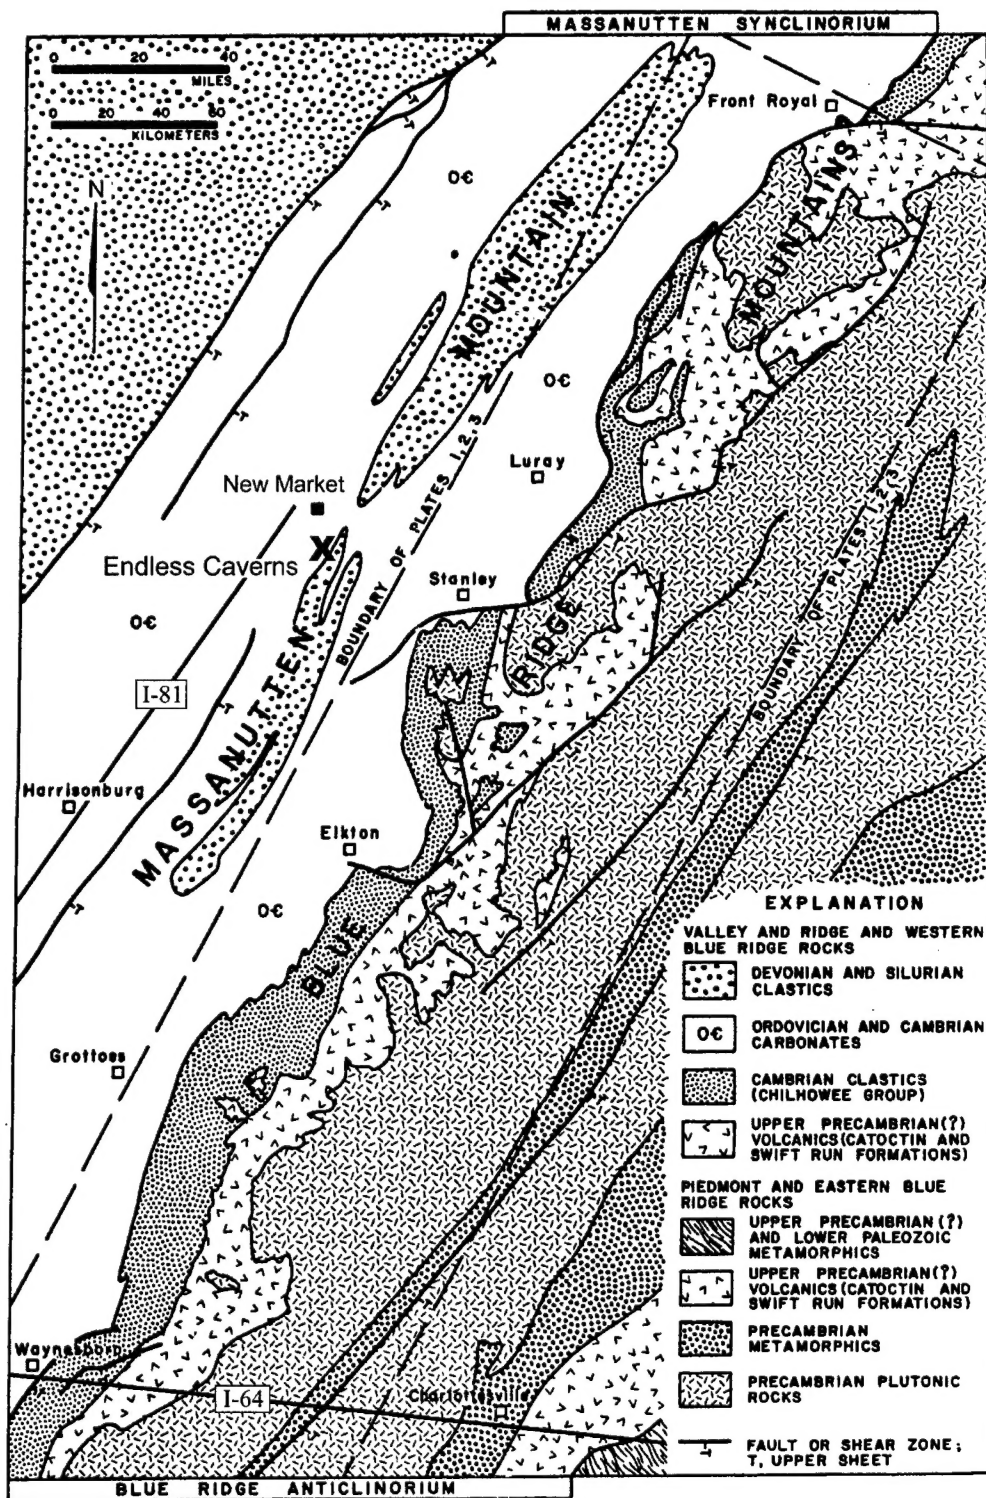 MASSANUTTEN SYNCLINORIUM
0 20 40
MILES
0 20 40 60
KILOMETERS
N
Front Royal
O€
MOUNTAIN
MOUNTAINS
O€
Luray
New Market
X
Endless Caverns
BOUNDARY OF PLATES 1,2,3
BOUNDARY OF PLATES 1,2,3
Stanley
O€
RIDGE
I-81
MASSANUTTEN
Harrisonburg
Elkton
O€
BLUE
Grottoes
Waynesboro
I-64
Charlottesville
EXPLANATION
VALLEY AND RIDGE AND WESTERN
BLUE RIDGE ROCKS
DEVONIAN AND SILURIAN
CLASTICS
O€
ORDOVICIAN AND CAMBRIAN
CARBONATES
CAMBRIAN CLASTICS
(CHILHOWEE GROUP)
UPPER PRECAMBRIAN(?)
VOLCANICS(CATOCTIN AND
SWIFT RUN FORMATIONS)
PIEDMONT AND EASTERN BLUE
RIDGE ROCKS
UPPER PRECAMBRIAN(?)
AND LOWER PALEOZOIC
METAMORPHICS
UPPER PRECAMBRIAN(?)
VOLCANICS(CATOCTIN AND
SWIFT RUN FORMATIONS)
PRECAMBRIAN
METAMORPHICS
PRECAMBRIAN PLUTONIC
ROCKS
FAULT OR SHEAR ZONE;
T, UPPER SHEET
BLUE RIDGE ANTICLINORIUM